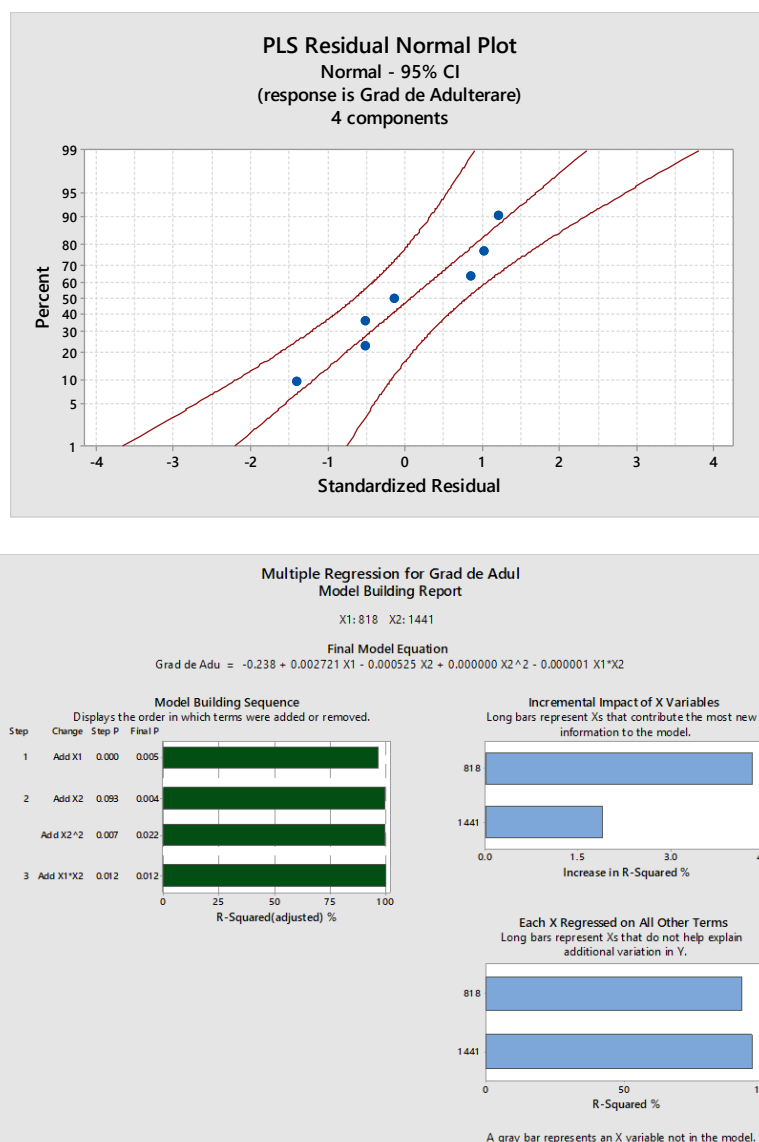 PLS Residual Normal Plot
Normal - 95% CI
(response is Grad de Adulterare)
4 components
99
95
90
80
70
60
50
40
30
20
10
5
1
Percent
-4 -3 -2 -1 0 1 2 3 4
Standardized Residual
Multiple Regression for Grad de Adul
Model Building Report
X1: 818 X2: 1441
Final Model Equation
Grad de Adu = -0.238 + 0.002721 X1 - 0.000525 X2 + 0.000000 X2^2 - 0.000001 X1*X2
Model Building Sequence
Displays the order in which terms were added or removed.
Step Change Step P Final P
1 Add X1 0.000 0.005
2 Add X2 0.093 0.004
Add X2^2 0.007 0.022
3 Add X1*X2 0.012 0.012
0 25 50 75 100
R-Squared(adjusted) %
Incremental Impact of X Variables
Long bars represent Xs that contribute the most new
information to the model.
818
1441
0.0 1.5 3.0
Increase in R-Squared %
Each X Regressed on All Other Terms
Long bars represent Xs that do not help explain
additional variation in Y.
818
1441
0 50
R-Squared %
A gray bar represents an X variable not in the model.